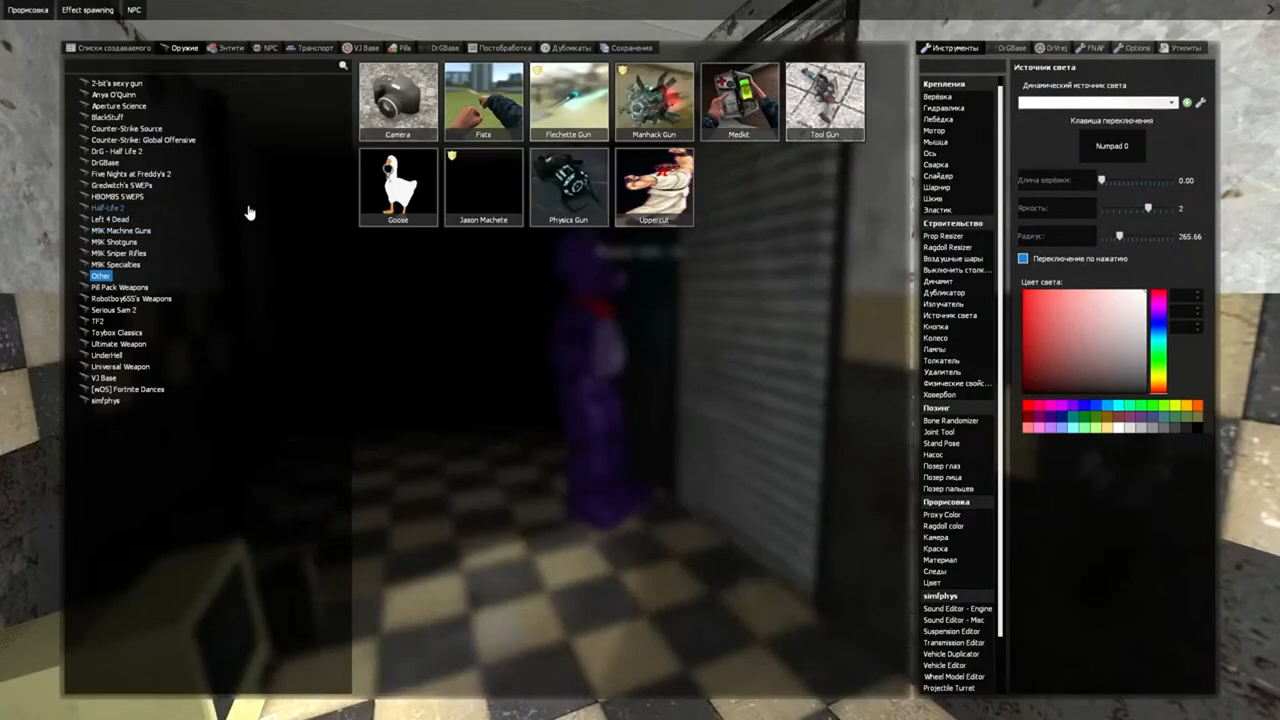 Прорисовка
Effect spawning
NPC
Списки создаваемого
Оружие
Энтити
NPC
Транспорт
VJ Base
Pills
DrGBase
Постобработка
Дубликаты
Сохранения
2-bit's sexy gun
Anya O'Quinn
Aperture Science
BlackStuff
Counter-Strike Source
Counter-Strike: Global Offensive
DrG - Half Life 2
DrGBase
Five Nights at Freddy's 2
Gredwitch's SWEPs
HBOMBS SWEPS
Half-Life 2
Left 4 Dead
M9K Machine Guns
M9K Shotguns
M9K Sniper Rifles
M9K Specialties
Other
Pill Pack Weapons
Robotboy655's Weapons
Serious Sam 2
TF2
Toybox Classics
Ultimate Weapon
UnderHell
Universal Weapon
VJ Base
[wOS] Fortnite Dances
simfphys
Camera
Fists
Flechette Gun
Manhack Gun
Medkit
Tool Gun
Goose
Jason Machete
Physics Gun
Uppercut
Инструменты
DrGBase
DrVrej
FNAF
Options
Утилиты
Крепления
Верёвка
Гидравлика
Лебёдка
Мотор
Мышца
Ось
Сварка
Слайдер
Шарнир
Шкив
Эластик
Строительство
Prop Resizer
Ragdoll Resizer
Воздушные шары
Выключить столк...
Динамит
Дубликатор
Излучатель
Источник света
Кнопка
Колесо
Лампы
Толкатель
Удалитель
Физические свойс...
Ховербол
Позинг
Bone Randomizer
Joint Tool
Stand Pose
Насос
Позер глаз
Позер лица
Позер пальцев
Прорисовка
Proxy Color
Ragdoll color
Камера
Краска
Материал
Следы
Цвет
simfphys
Sound Editor - Engine
Sound Editor - Misc
Suspension Editor
Transmission Editor
Vehicle Duplicator
Vehicle Editor
Wheel Model Editor
Projectile Turret
Источник света
Динамический источник света
Клавиша переключения
Numpad 0
Длина верёвки: 0.00
Яркость: 2
Радиус: 265.66
Переключение по нажатию
Цвет света: